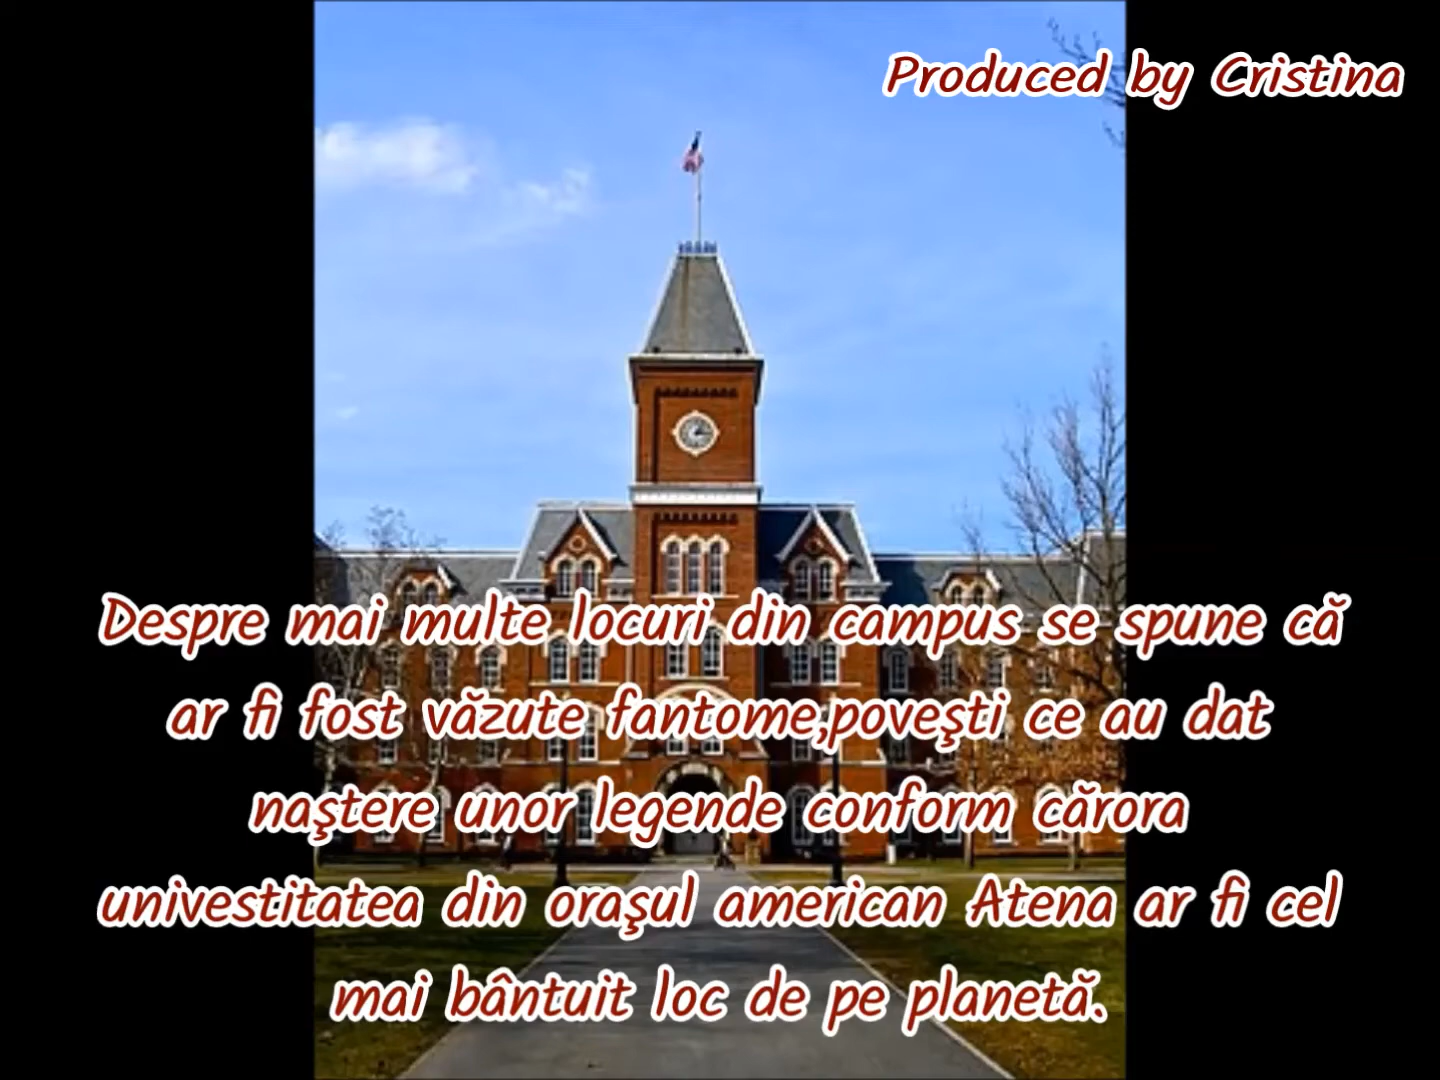 Produced by Cristina
Despre mai multe locuri din campus se spune că
ar fi fost văzute fantome,poveşti ce au dat
naştere unor legende conform cărora
univestitatea din oraşul american Atena ar fi cel
mai bântuit loc de pe planetă.